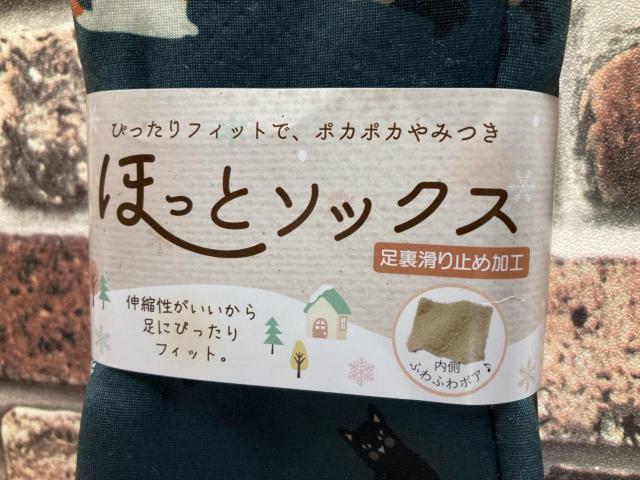 ぴったりフィットで、ポカポカやみつき
ほっとソックス
足裏滑り止め加工
伸縮性がいいから
足にぴったり
フィット。
内側
ふわふわボア♪